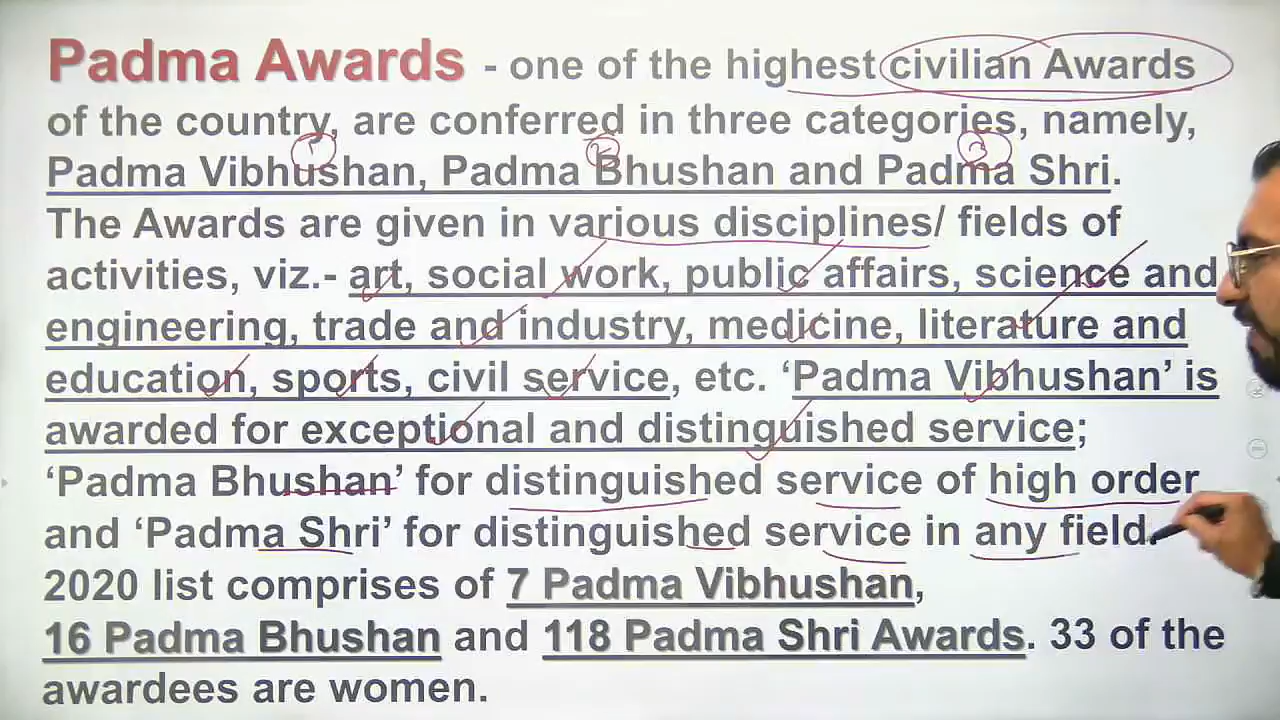 Padma Awards - one of the highest civilian Awards
of the country, are conferred in three categories, namely,
1 2 3
Padma Vibhushan, Padma Bhushan and Padma Shri.
The Awards are given in various disciplines/ fields of
activities, viz.- art, social work, public affairs, science and
engineering, trade and industry, medicine, literature and
education, sports, civil service, etc. ‘Padma Vibhushan’ is
awarded for exceptional and distinguished service;
‘Padma Bhushan’ for distinguished service of high order
and ‘Padma Shri’ for distinguished service in any field.
2020 list comprises of 7 Padma Vibhushan,
16 Padma Bhushan and 118 Padma Shri Awards. 33 of the
awardees are women.